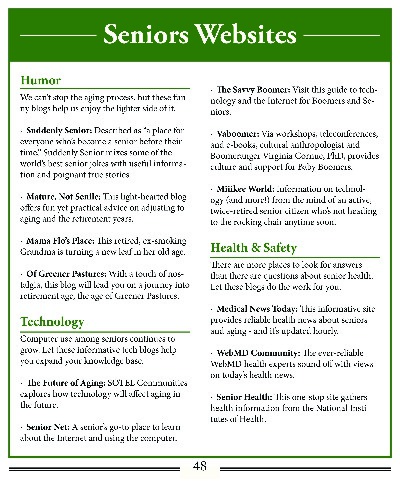 Seniors Websites
Humor
We can't stop the aging process, but these fun-
ny blogs help us enjoy the lighter side of it.
· Suddenly Senior: Described as "a place for
everyone who's become a senior before their
time." Suddenly Senior mixes some of the
world's best senior jokes with useful informa-
tion and poignant true stories.
· Mature, Not Senile: This light-hearted blog
offers fun yet practical advice on adjusting to
aging and the retirement years.
· Mama Flo's Place: This retired, ex-smoking
Grandma is turning a new leaf in her old age.
· Of Greener Pastures: With a touch of nos-
talgia, this blog will lead you on a journey into
retirement age, the age of Greener Pastures.
Technology
Computer use among seniors continues to
grow. Let these informative tech blogs help
you expand your knowledge base.
· The Future of Aging: SOTEL Communities
explores how technology will affect aging in
the future.
· Senior Net: A senior's go-to place to learn
about the Internet and using the computer.
· The Savvy Boomer: Visit this guide to tech-
nology and the Internet for Boomers and Se-
niors.
· Vaboomer: Via workshops, teleconferences,
and e-books, cultural anthropologist and
Boomeranger Virginia Cornue, PhD, provides
culture and support for Baby Boomers.
· Miiikee World: Information on technol-
ogy (and more!) from the mind of an active,
twice-retired senior citizen who's not heading
to the rocking chair anytime soon.
Health & Safety
There are more places to look for answers
than there are questions about senior health.
Let these blogs do the work for you.
· Medical News Today: This informative site
provides reliable health news about seniors
and aging - and it's updated hourly.
· WebMD Community: The ever-reliable
WebMD health experts sound off with views
on today's health news.
· Senior Health: This one-stop site gathers
health information from the National Insti-
tutes of Health.
48